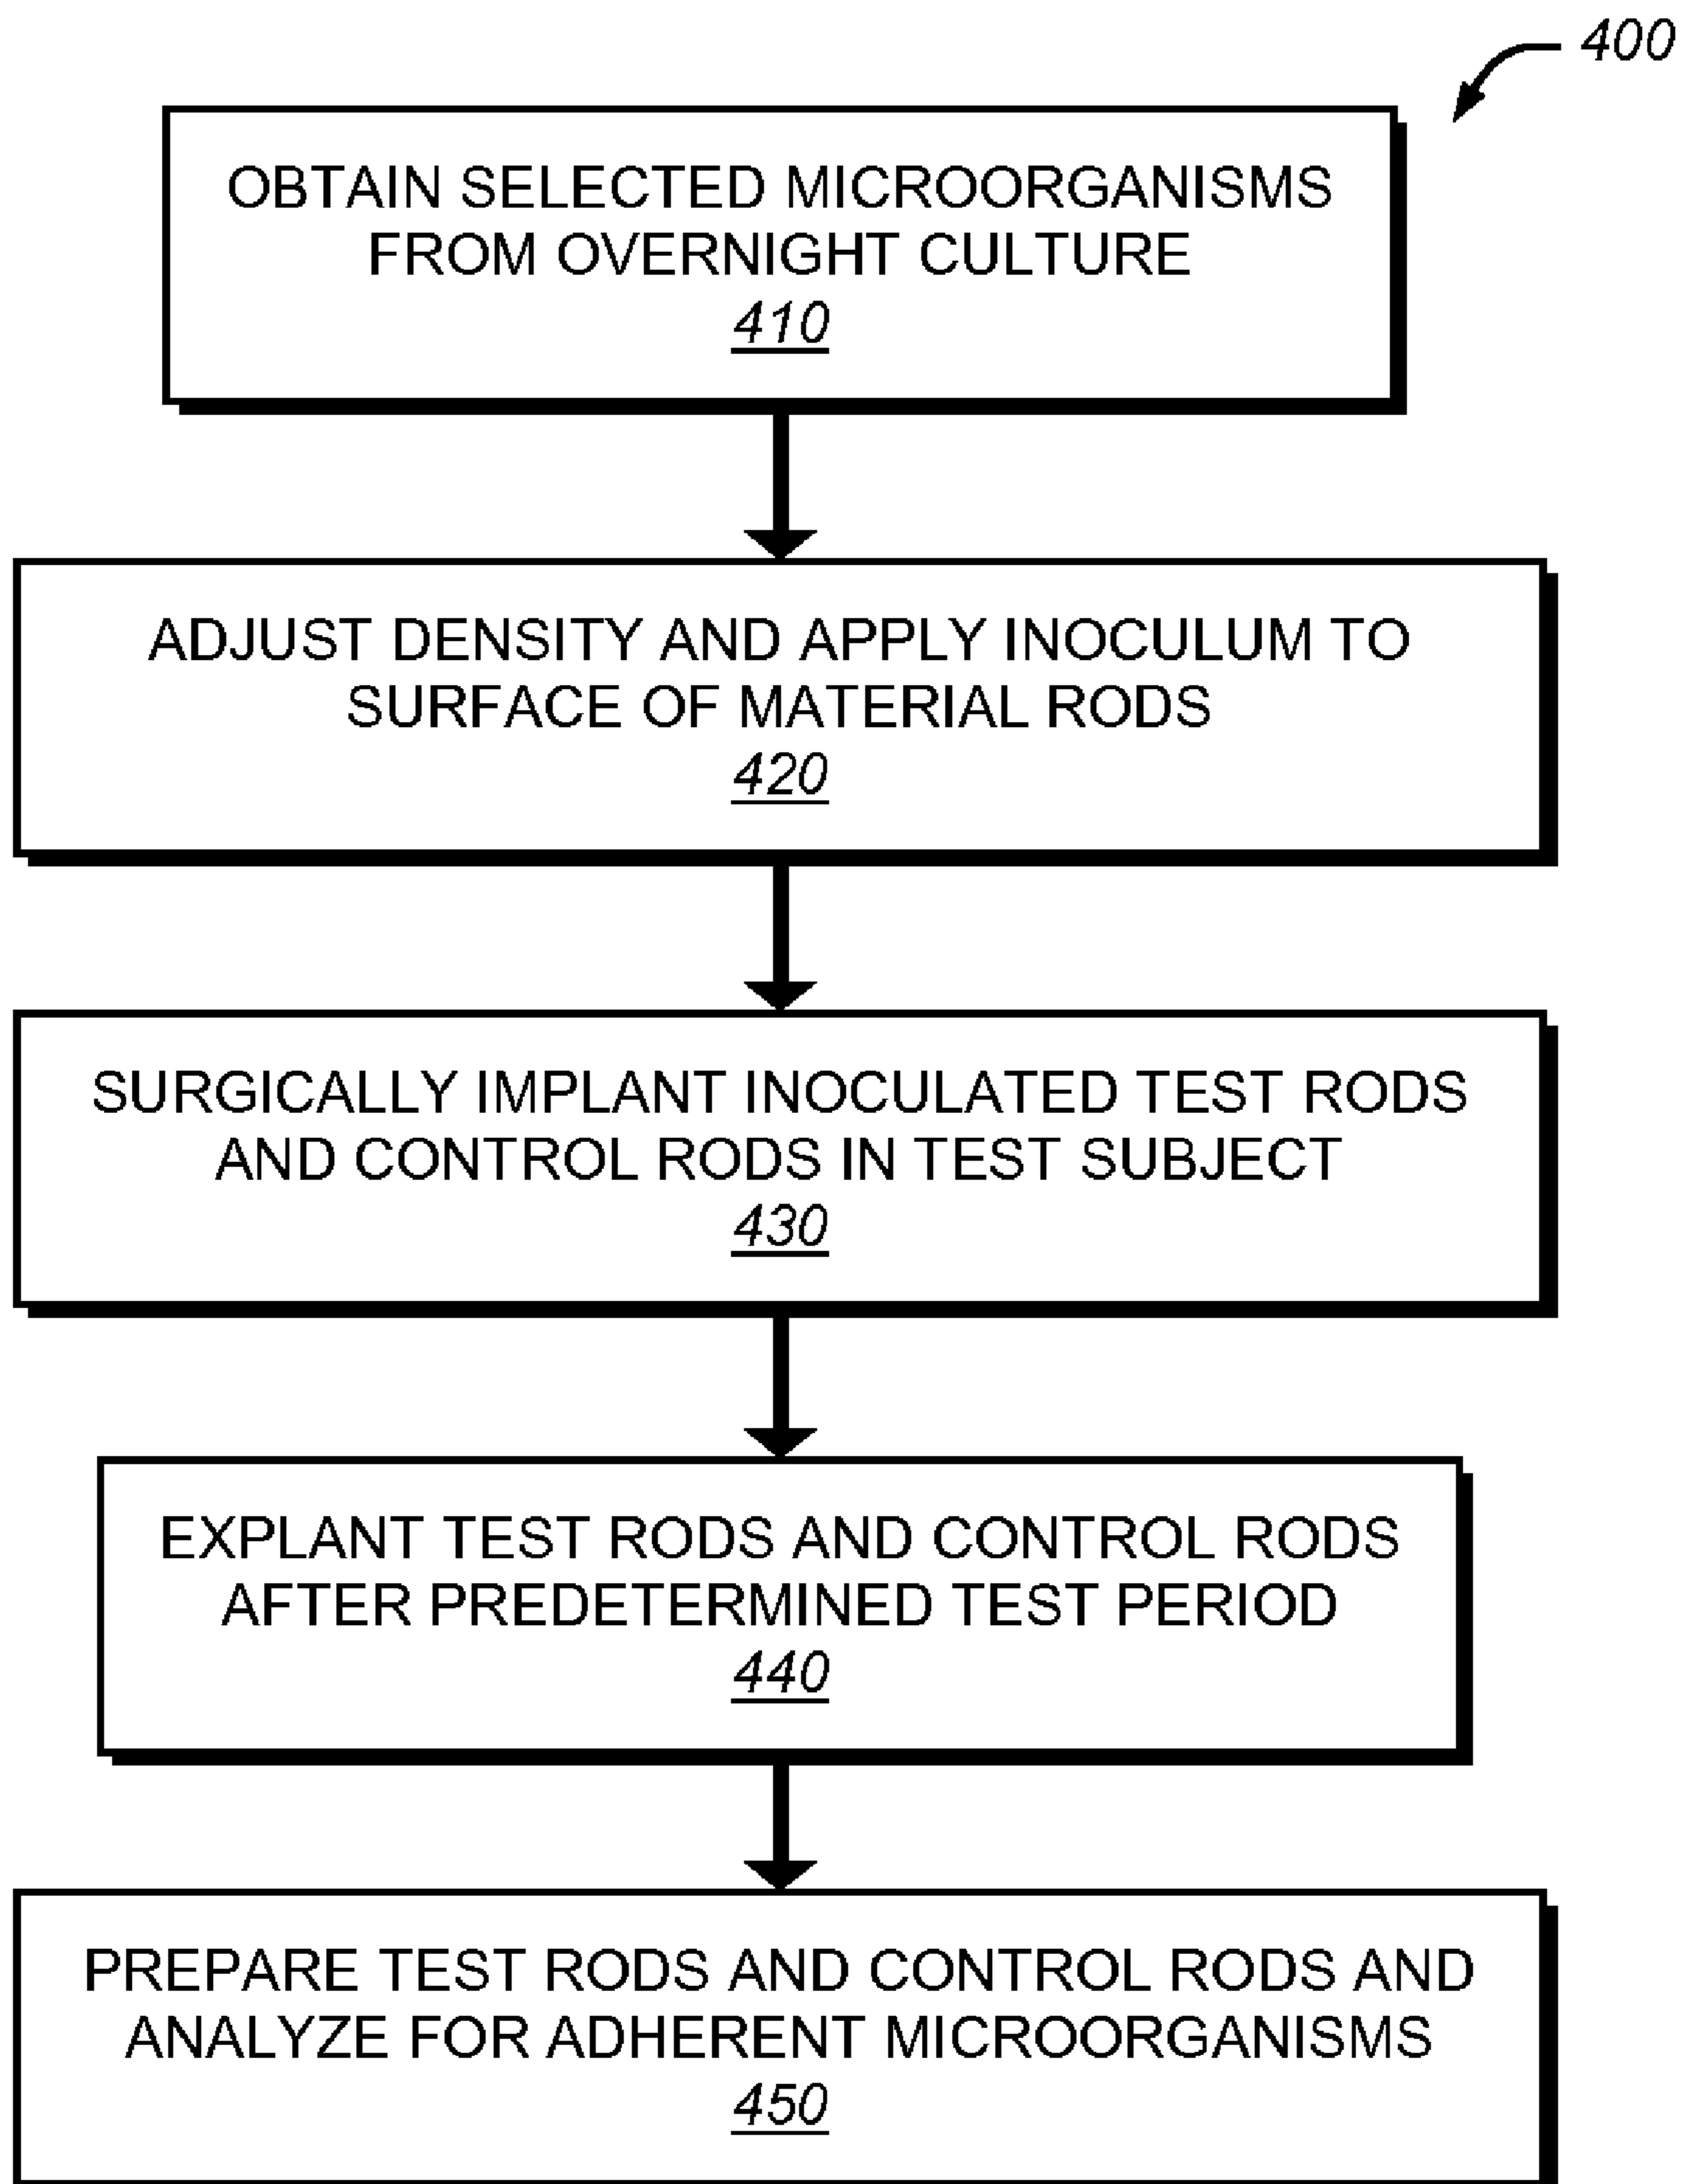 400
OBTAIN SELECTED MICROORGANISMS
FROM OVERNIGHT CULTURE
410
ADJUST DENSITY AND APPLY INOCULUM TO
SURFACE OF MATERIAL RODS
420
SURGICALLY IMPLANT INOCULATED TEST RODS
AND CONTROL RODS IN TEST SUBJECT
430
EXPLANT TEST RODS AND CONTROL RODS
AFTER PREDETERMINED TEST PERIOD
440
PREPARE TEST RODS AND CONTROL RODS AND
ANALYZE FOR ADHERENT MICROORGANISMS
450